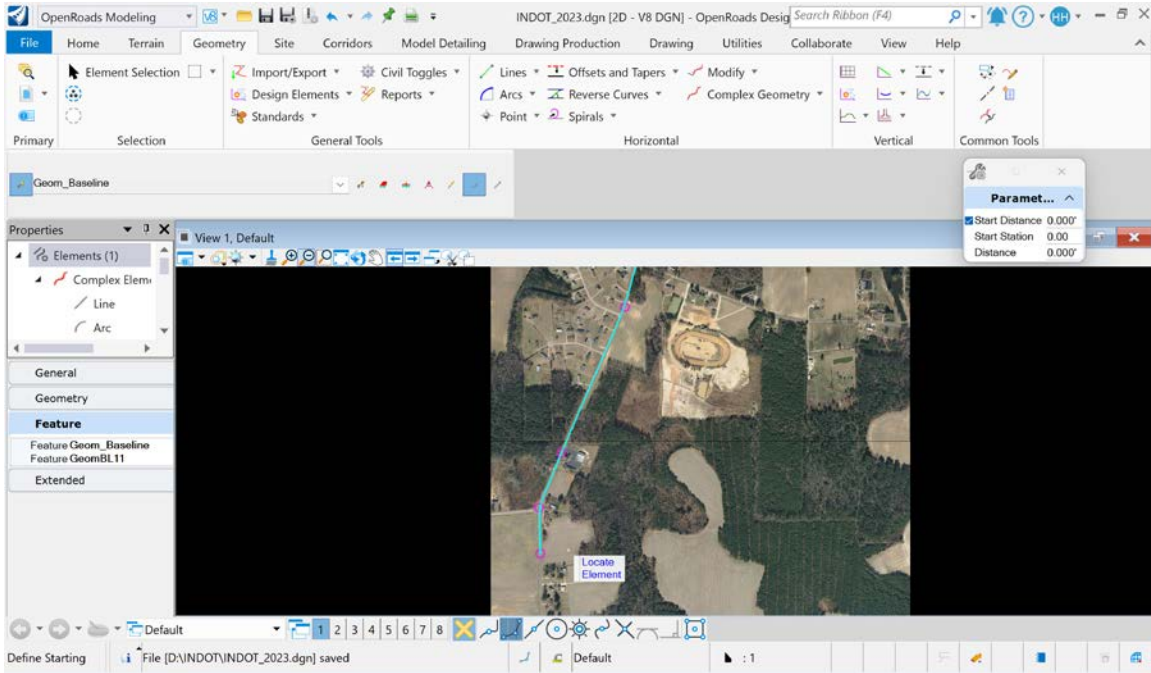 OpenRoads Modeling
V8
INDOT_2023.dgn [2D - V8 DGN] - OpenRoads Desig
Search Ribbon (F4)
HH
File Home Terrain Geometry Site Corridors Model Detailing Drawing Production Drawing Utilities Collaborate View Help
Element Selection Import/Export Civil Toggles Lines Offsets and Tapers Modify
Design Elements Reports Arcs Reverse Curves Complex Geometry
Standards Point Spirals
Primary Selection General Tools Horizontal Vertical Common Tools
Geom_Baseline
Paramet...
Start Distance 0.000'
Start Station 0.00
Distance 0.000'
Properties
Elements (1)
Complex Elem
Line
Arc
General
Geometry
Feature
Feature Geom_Baseline
Feature GeomBL11
Extended
View 1, Default
Locate
Element
Default 1 2 3 4 5 6 7 8
Define Starting File [D:\INDOT\INDOT_2023.dgn] saved Default : 1